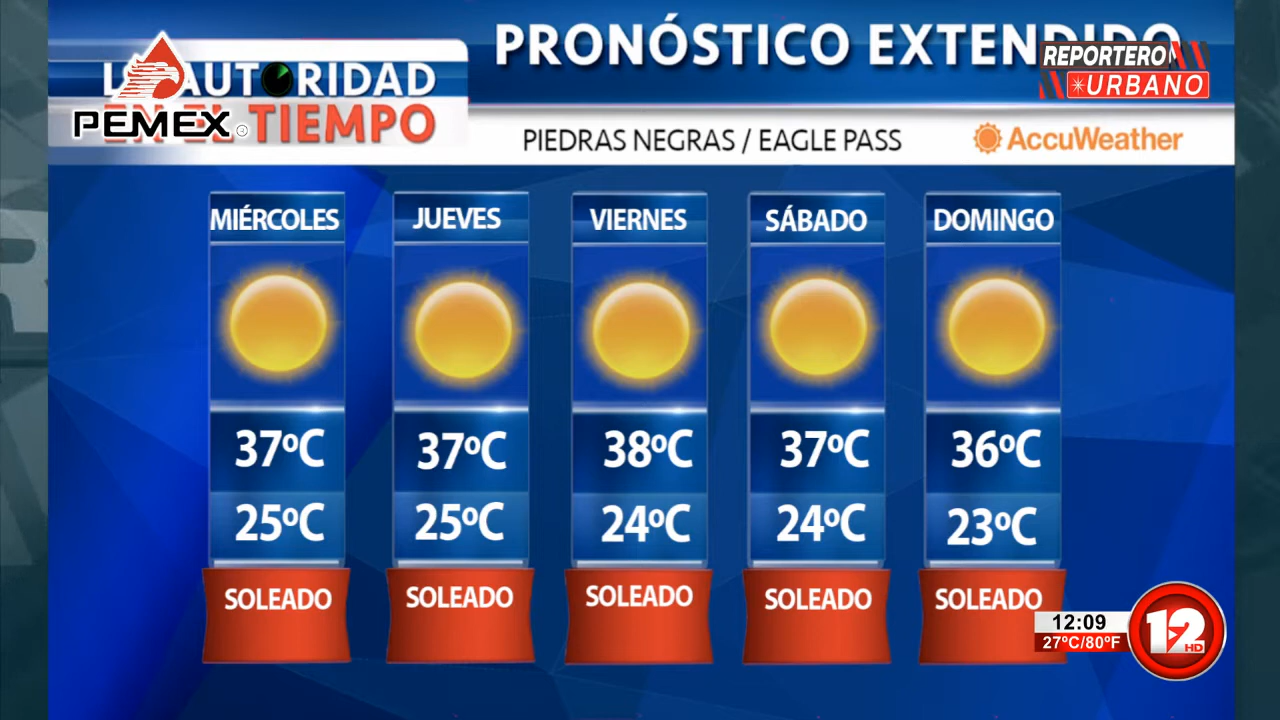 PRONÓSTICO EXTENDIDO
REPORTERO
URBANO
AUTORIDAD
TIEMPO
PEMEX
PIEDRAS NEGRAS / EAGLE PASS
AccuWeather
MIÉRCOLES
JUEVES
VIERNES
SÁBADO
DOMINGO
37ºC
37ºC
38ºC
37ºC
36ºC
25ºC
25ºC
24ºC
24ºC
23ºC
SOLEADO
SOLEADO
SOLEADO
SOLEADO
SOLEADO
12:09
27ºC/80ºF
12
HD